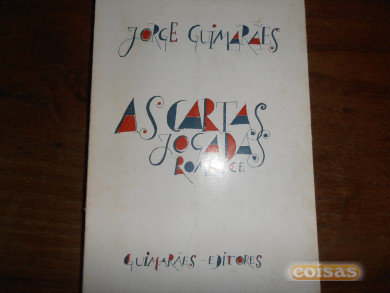 JORGE GUIMARÃES.
AS CARTAS
JOGADAS.
ROMANCE
GUIMARÃES-EDITORES
coisas